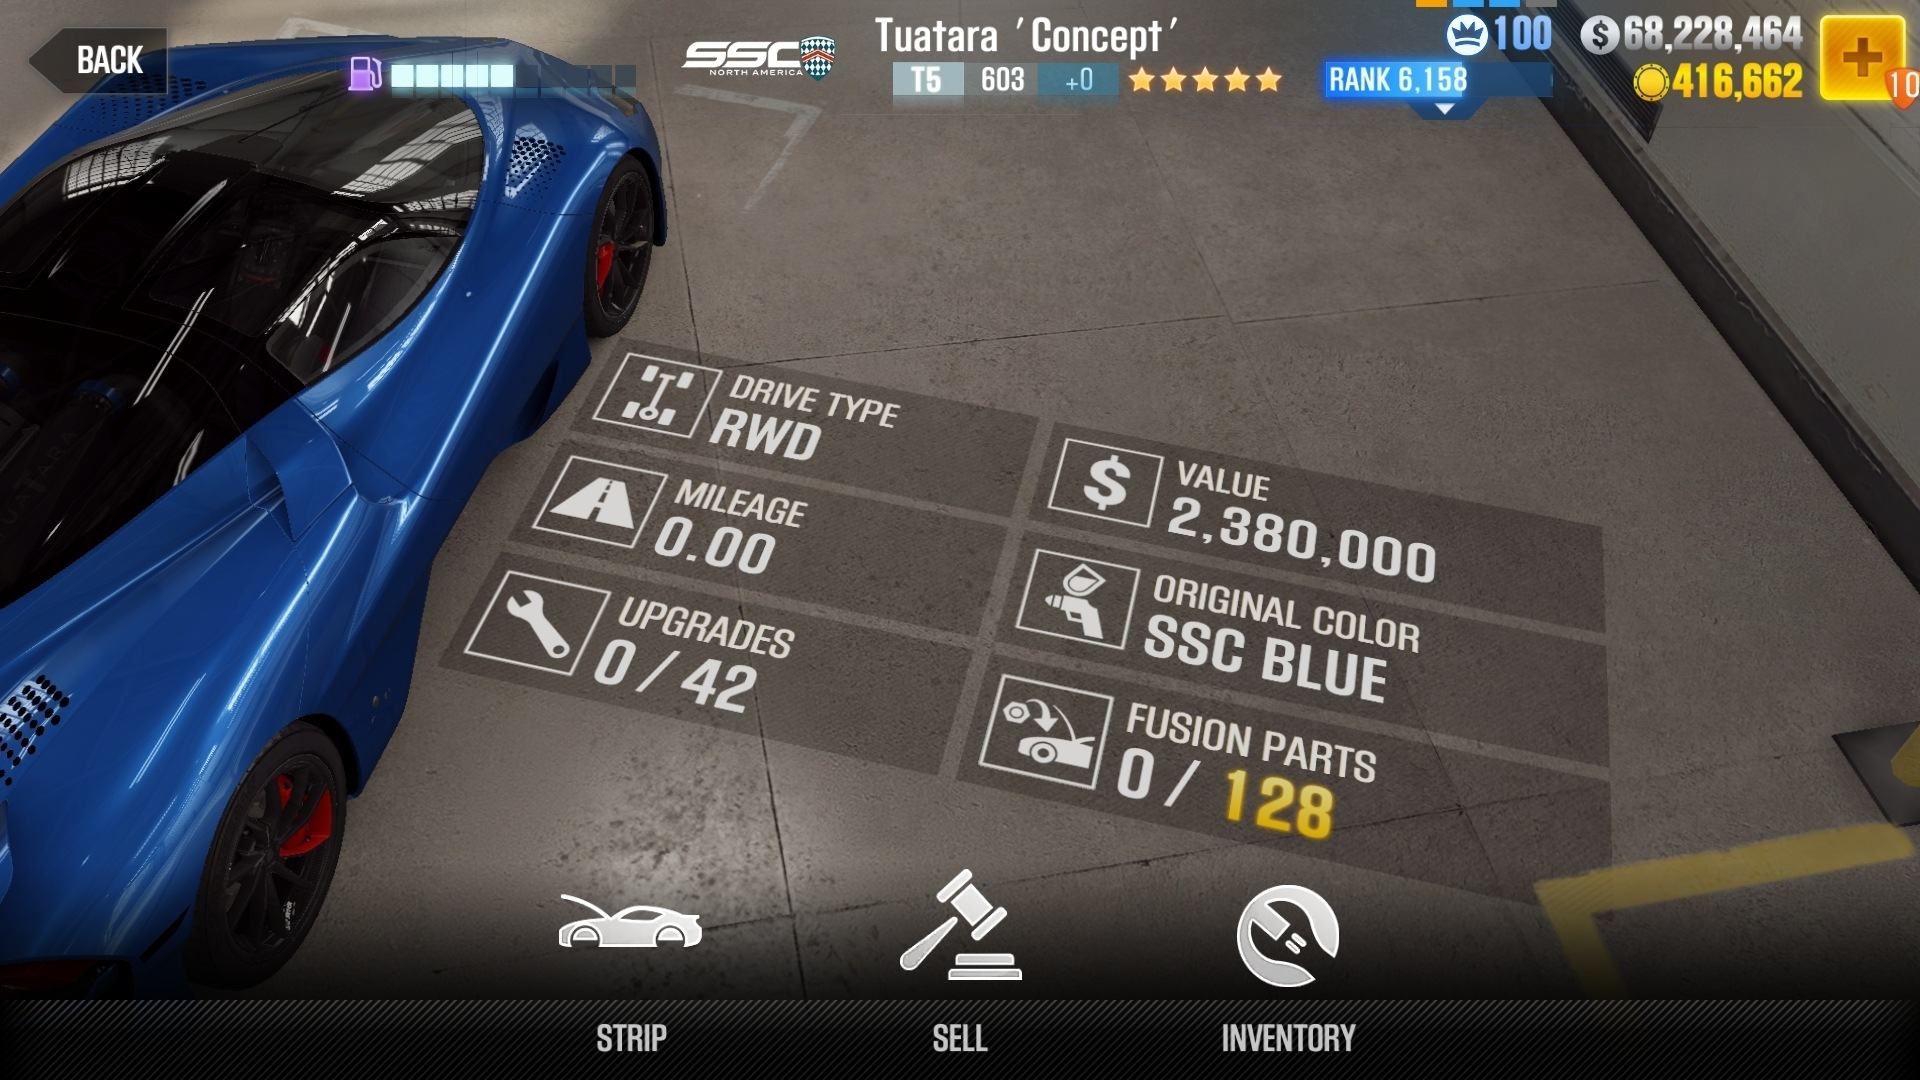 BACK
SSC
NORTH AMERICA
Tuatara 'Concept'
T5 603 +0
100
RANK 6,158
$ 68,228,464
416,662
10
DRIVE TYPE
RWD
MILEAGE
0.00
UPGRADES
0 / 42
$ VALUE
2,380,000
ORIGINAL COLOR
SSC BLUE
FUSION PARTS
0 / 128
STRIP
SELL
INVENTORY